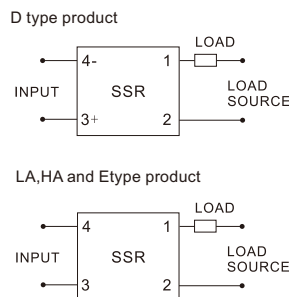 D type product
LOAD
4- 1
INPUT SSR LOAD
SOURCE
3+ 2
LA,HA and Etype product
LOAD
4 1
INPUT SSR LOAD
SOURCE
3 2